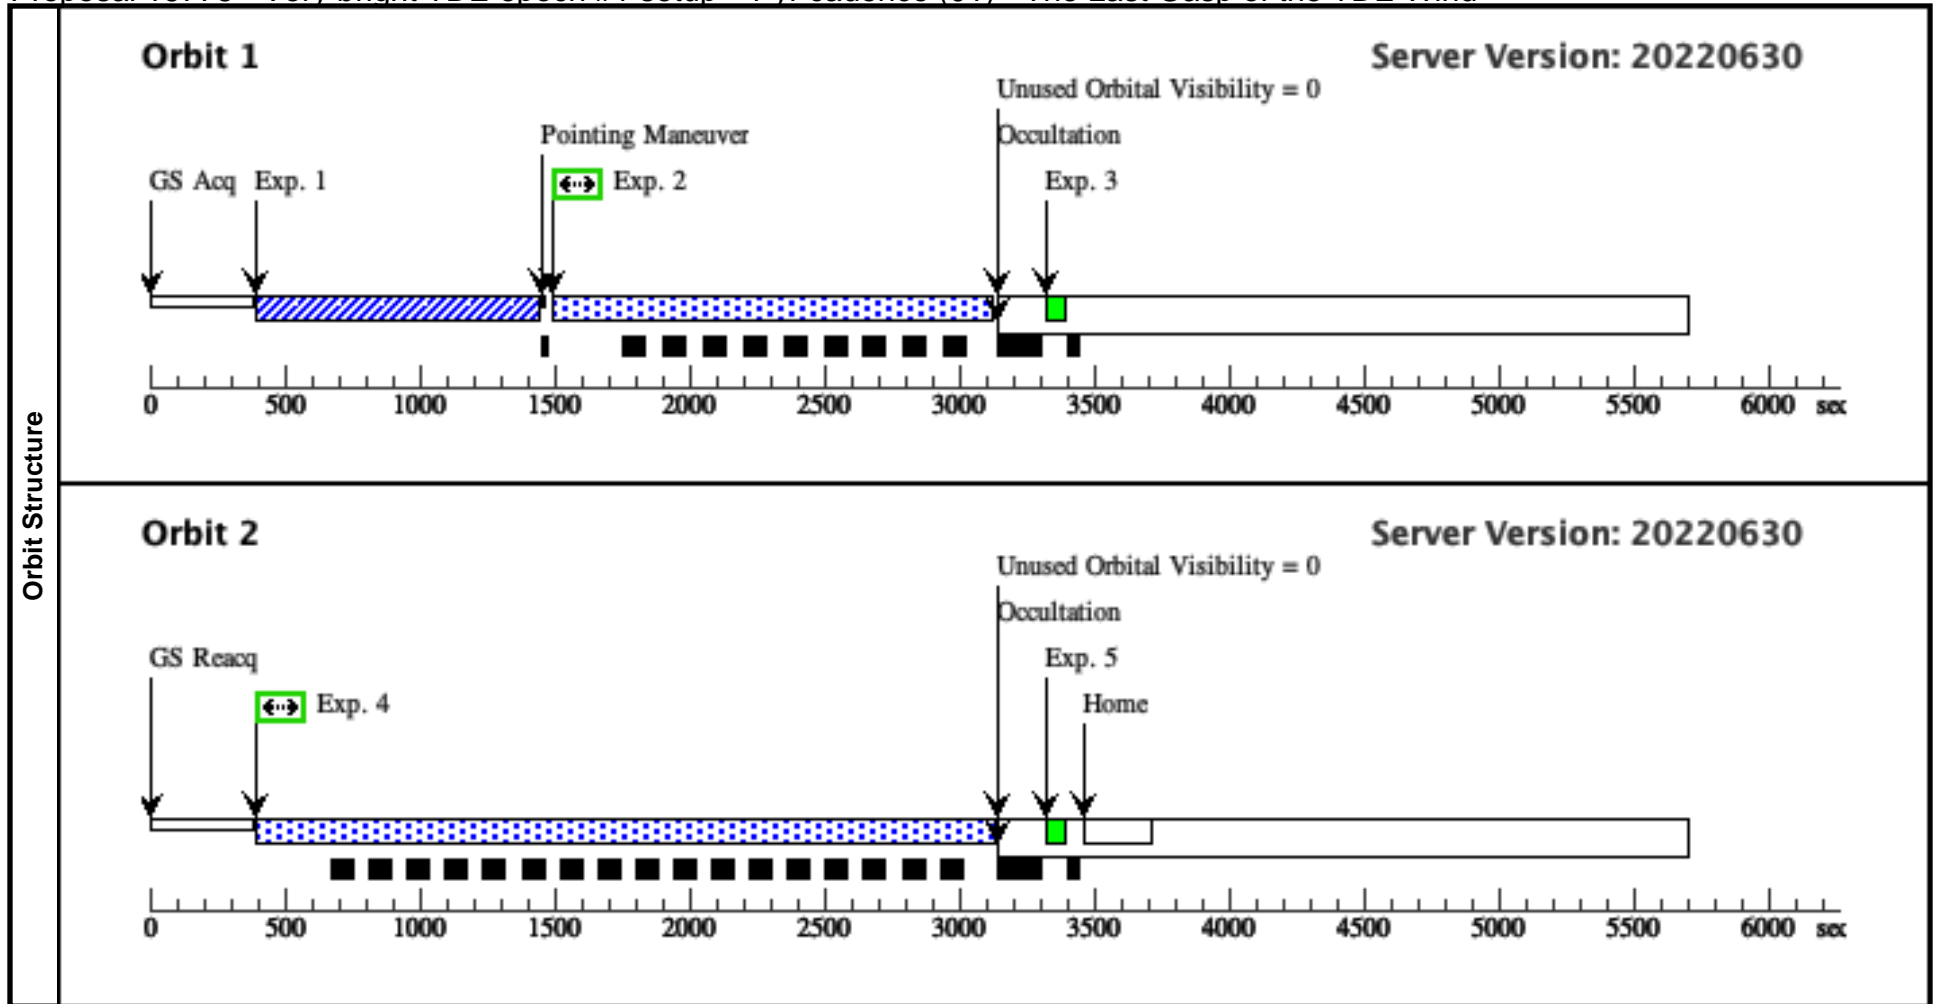 Orbit Structure
Orbit 1 Server Version: 20220630
Unused Orbital Visibility = 0
Pointing Maneuver Occultation
GS Acq Exp. 1 Exp. 2 Exp. 3
0 500 1000 1500 2000 2500 3000 3500 4000 4500 5000 5500 6000 sec
Orbit 2 Server Version: 20220630
Unused Orbital Visibility = 0
Occultation
GS Reacq Exp. 5
Exp. 4 Home
0 500 1000 1500 2000 2500 3000 3500 4000 4500 5000 5500 6000 sec